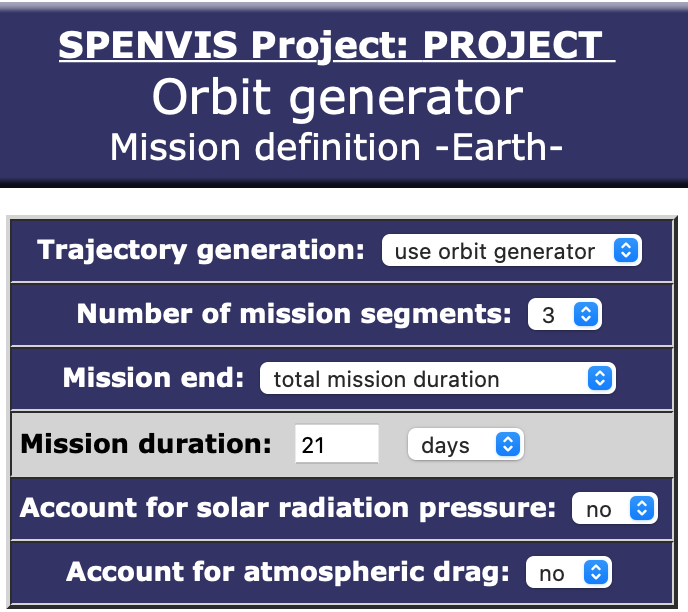 SPENVIS Project: PROJECT
Orbit generator
Mission definition -Earth-
Trajectory generation: use orbit generator
Number of mission segments: 3
Mission end: total mission duration
Mission duration: 21 days
Account for solar radiation pressure: no
Account for atmospheric drag: no